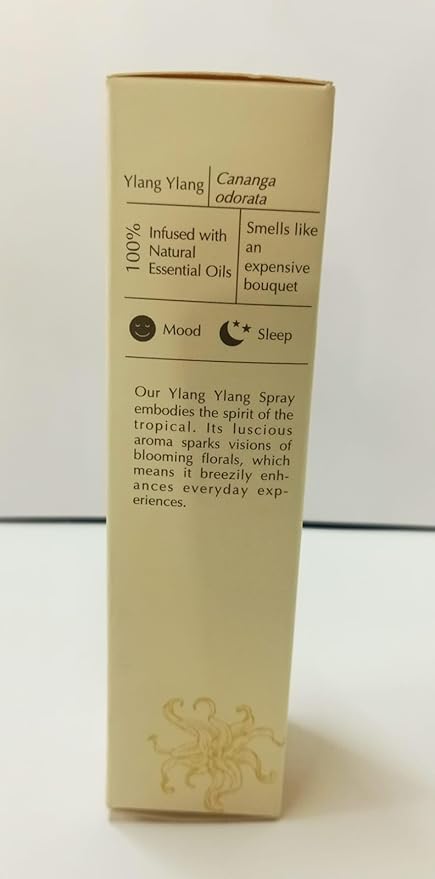 Ylang Ylang
Cananga
odorata
100%
Infused with
Natural
Essential Oils
Smells like
an
expensive
bouquet
Mood
Sleep
Our Ylang Ylang Spray
embodies the spirit of the
tropical. Its luscious
aroma sparks visions of
blooming florals, which
means it breezily enh-
ances everyday exp-
eriences.